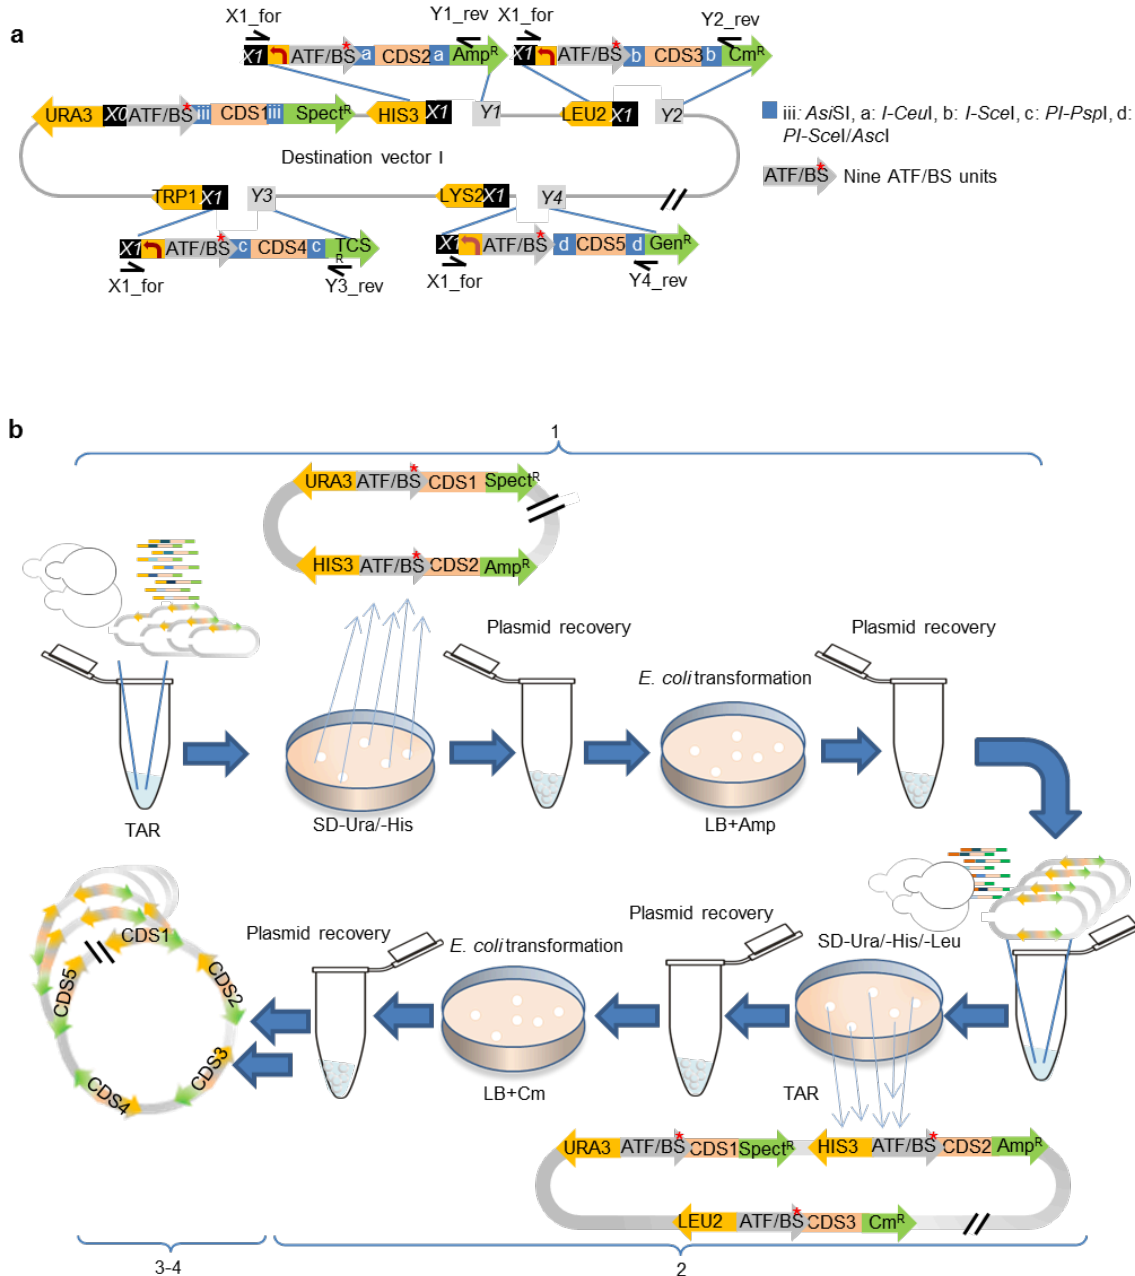 a
X1_for
Y1_rev
X1_for
Y2_rev
X1 ATF/BS* a CDS2 a AmpR
X1 ATF/BS* b CDS3 b CmR
URA3 X0 ATF/BS* iii CDS1 iii SpectR HIS3 X1 Y1 LEU2 X1 Y2
iii: AsiSI, a: I-CeuI, b: I-SceI, c: PI-PspI, d:
PI-SceI/AscI
Destination vector I
ATF/BS* Nine ATF/BS units
TRP1 X1 Y3 LYS2 X1 Y4
X1 ATF/BS* c CDS4 c TCS
R
X1 ATF/BS* d CDS5 d GenR
X1_for
Y3_rev
X1_for
Y4_rev
b
1
URA3 ATF/BS* CDS1 SpectR
HIS3 ATF/BS* CDS2 AmpR
Plasmid recovery
Plasmid recovery
E. coli transformation
TAR
SD-Ura/-His
LB+Amp
Plasmid recovery
E. coli transformation
Plasmid recovery
SD-Ura/-His/-Leu
CDS1
CDS2
CDS3
CDS4
CDS5
LB+Cm
TAR
URA3 ATF/BS* CDS1 SpectR HIS3 ATF/BS* CDS2 AmpR
LEU2 ATF/BS* CDS3 CmR
3-4
2